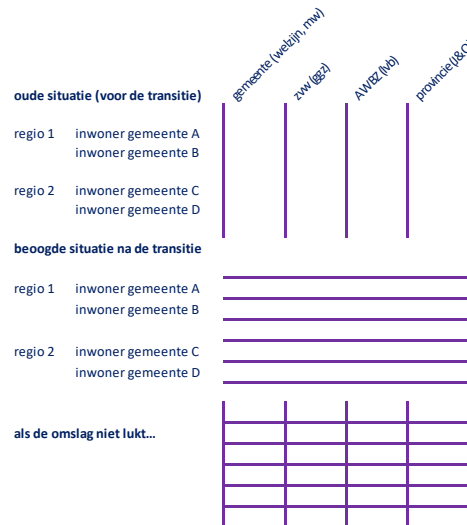 gemeente (welzijn, mw)
zvw (ggz)
AWBZ (lvb)
provincie (J&O)
oude situatie (voor de transitie)
regio 1 inwoner gemeente A
inwoner gemeente B
regio 2 inwoner gemeente C
inwoner gemeente D
beoogde situatie na de transitie
regio 1 inwoner gemeente A
inwoner gemeente B
regio 2 inwoner gemeente C
inwoner gemeente D
als de omslag niet lukt...